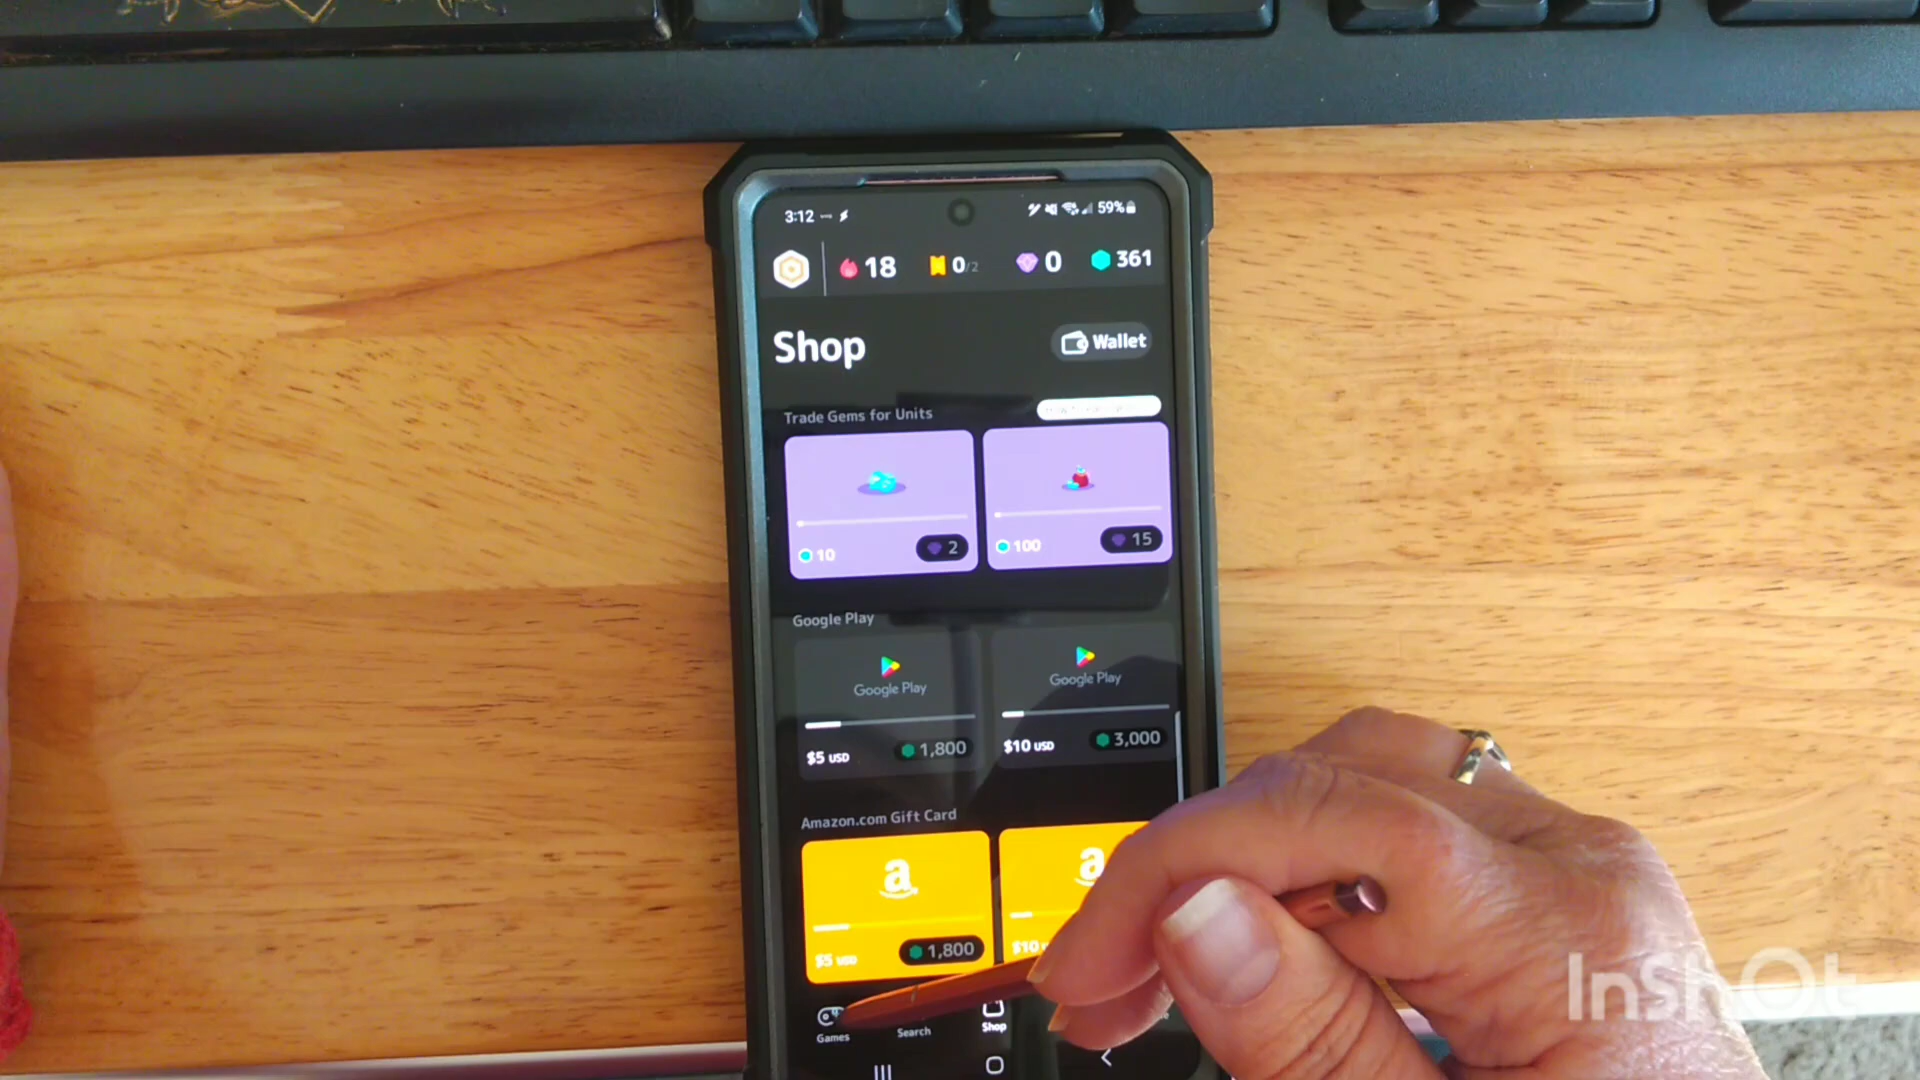 3:12 59%
18 0/2 0 361
Shop Wallet
Trade Gems for Units
10 2 100 15
Google Play
Google Play Google Play
$5 USD 1,800 $10 USD 3,000
Amazon.com Gift Card
a a
$5 USD 1,800 $10
Games Search Shop
InShOt